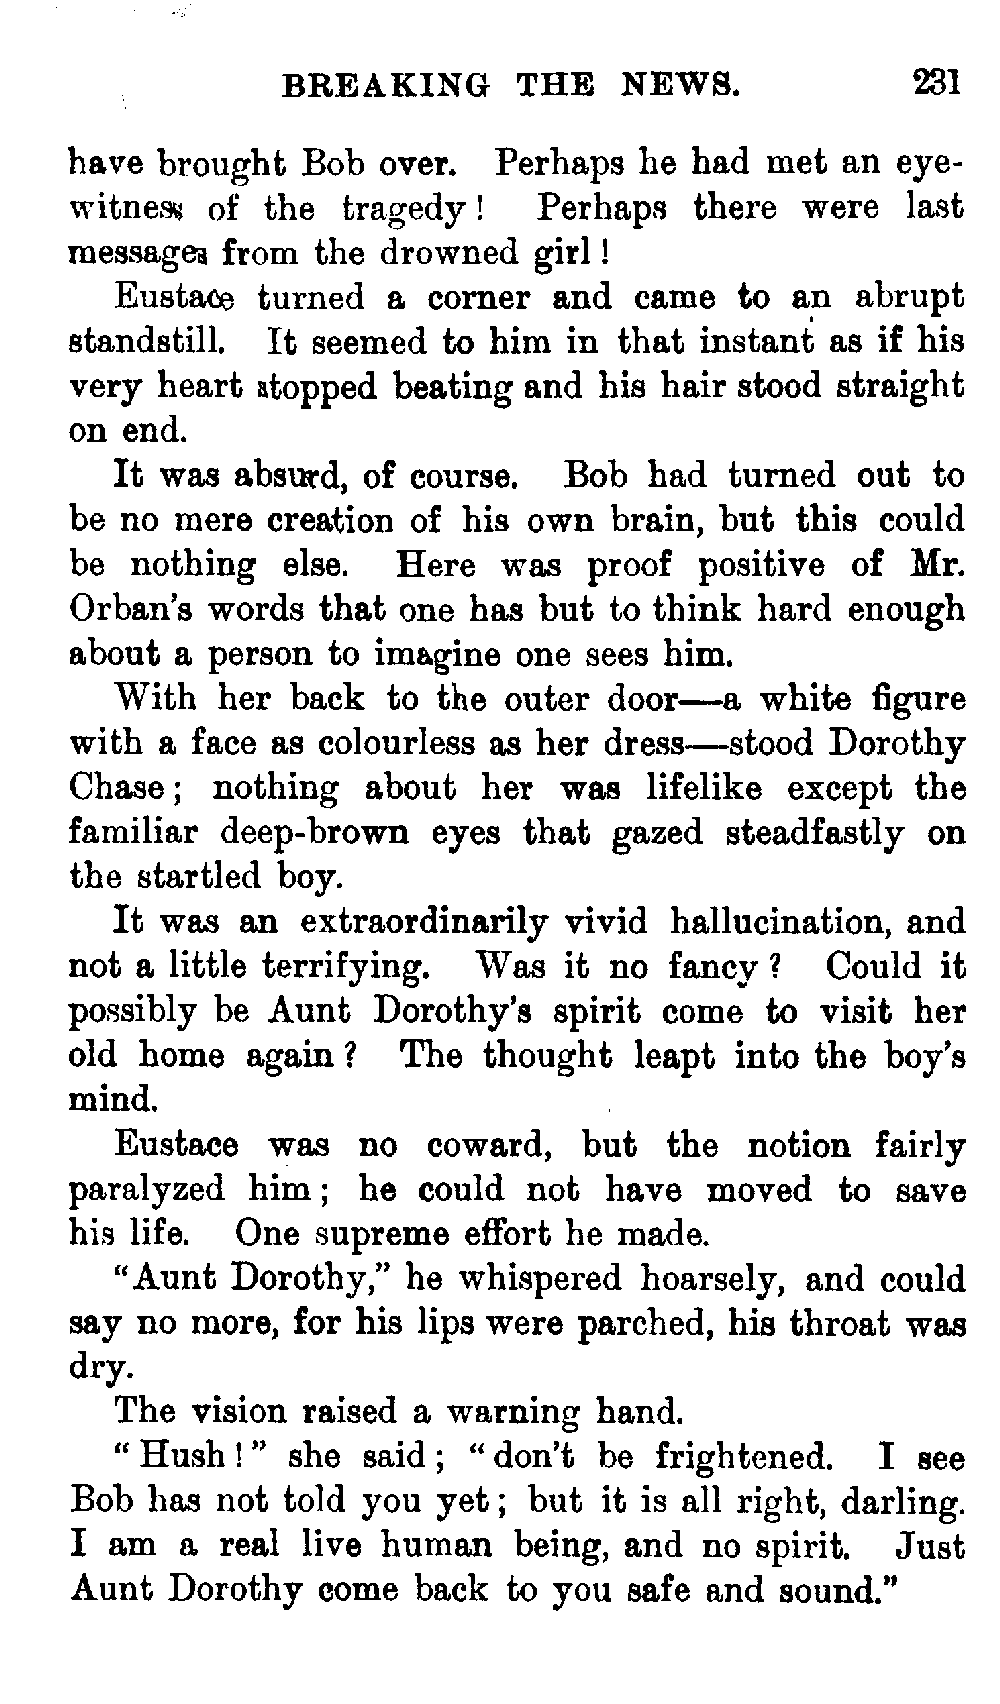 BREAKING THE NEWS. 231
have brought Bob over. Perhaps he had met an eye-
witness of the tragedy! Perhaps there were last
messages from the drowned girl!
Eustace turned a corner and came to an abrupt
standstill. It seemed to him in that instant as if his
very heart stopped beating and his hair stood straight
on end.
It was absurd, of course. Bob had turned out to
be no mere creation of his own brain, but this could
be nothing else. Here was proof positive of Mr.
Orban's words that one has but to think hard enough
about a person to imagine one sees him.
With her back to the outer door—a white figure
with a face as colourless as her dress—stood Dorothy
Chase; nothing about her was lifelike except the
familiar deep-brown eyes that gazed steadfastly on
the startled boy.
It was an extraordinarily vivid hallucination, and
not a little terrifying. Was it no fancy? Could it
possibly be Aunt Dorothy's spirit come to visit her
old home again? The thought leapt into the boy's
mind.
Eustace was no coward, but the notion fairly
paralyzed him; he could not have moved to save
his life. One supreme effort he made.
"Aunt Dorothy," he whispered hoarsely, and could
say no more, for his lips were parched, his throat was
dry.
The vision raised a warning hand.
"Hush!" she said; "don't be frightened. I see
Bob has not told you yet; but it is all right, darling.
I am a real live human being, and no spirit. Just
Aunt Dorothy come back to you safe and sound."